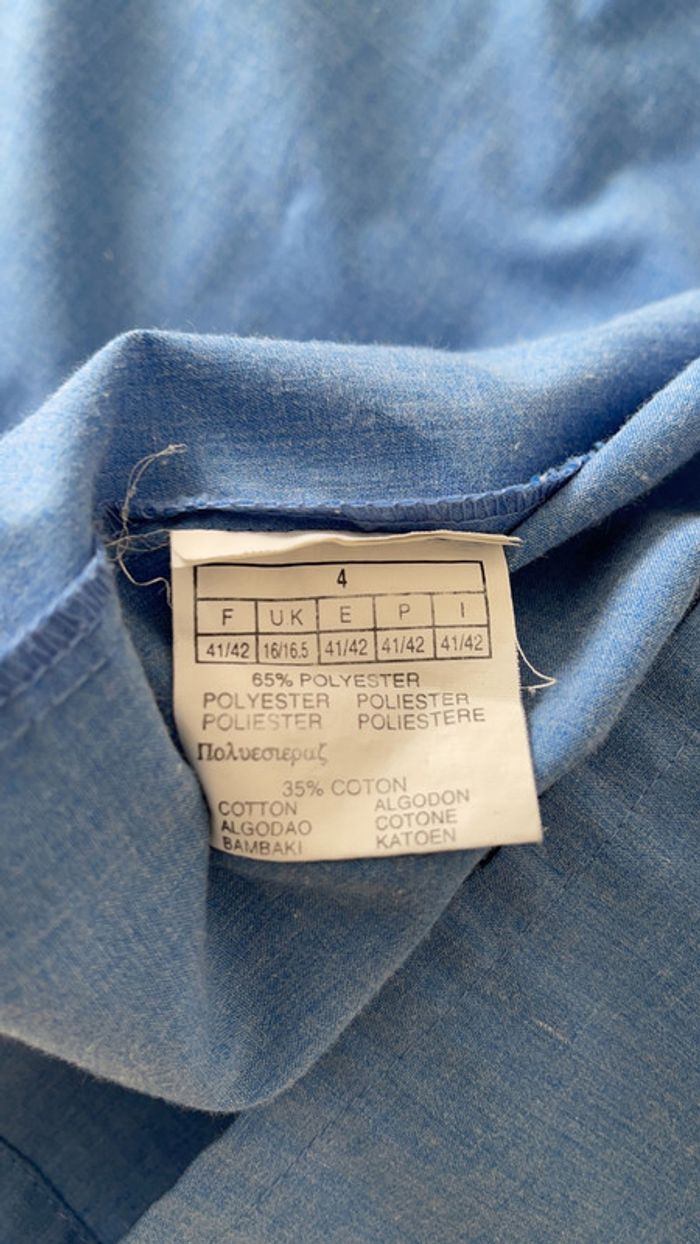 4
F UK E P I
41/42 16/16.5 41/42 41/42 41/42
65% POLYESTER
POLYESTER POLIESTER
POLIESTER POLIESTERE
Πολυεσιεραζ
35% COTON
COTTON ALGODON
ALGODAO COTONE
BAMBAKI KATOEN